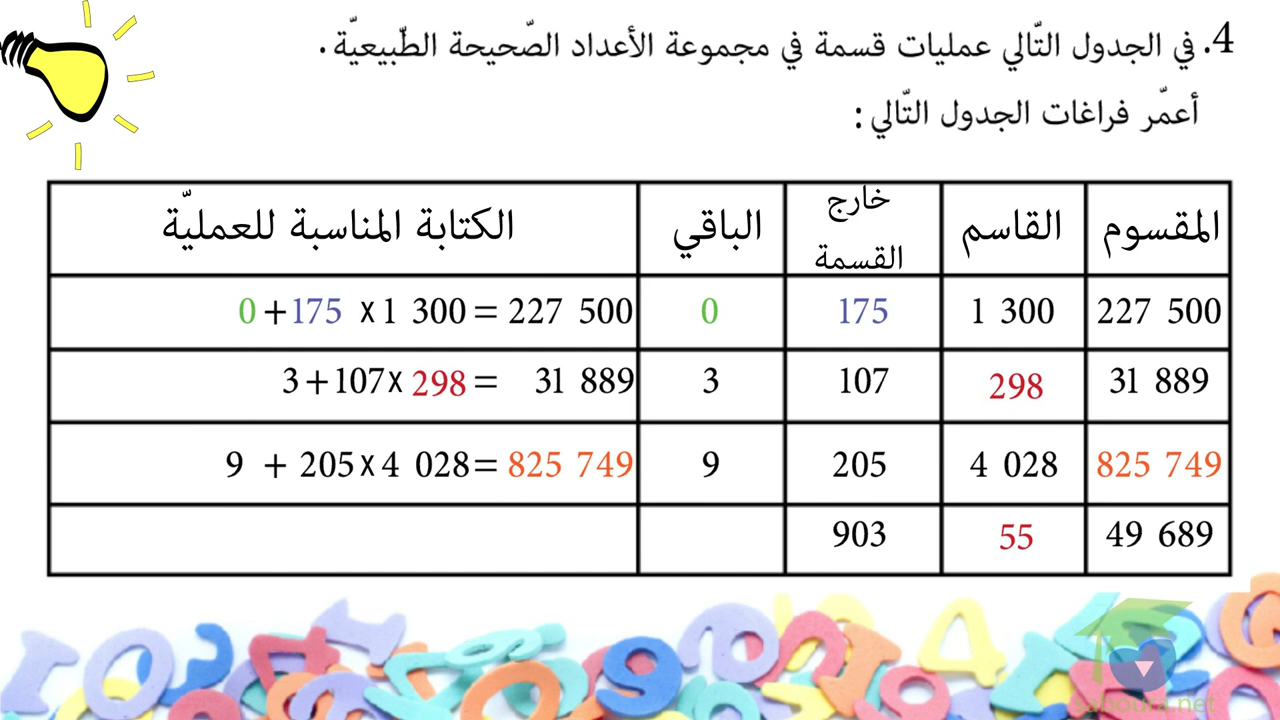 4. في الجدول التّالي عمليات قسمة في مجموعة الأعداد الصّحيحة الطّبيعيّة.
أعمّر فراغات الجدول التّالي :
المقسوم القاسم خارج القسمة الباقي الكتابة المناسبة للعمليّة
227 500 1 300 175 0 227 500 = 1 300 x 175 + 0
31 889 298 107 3 31 889 = 298 x 107 + 3
825 749 4 028 205 9 825 749 = 4 028 x 205 + 9
49 689 55 903
saboura.net